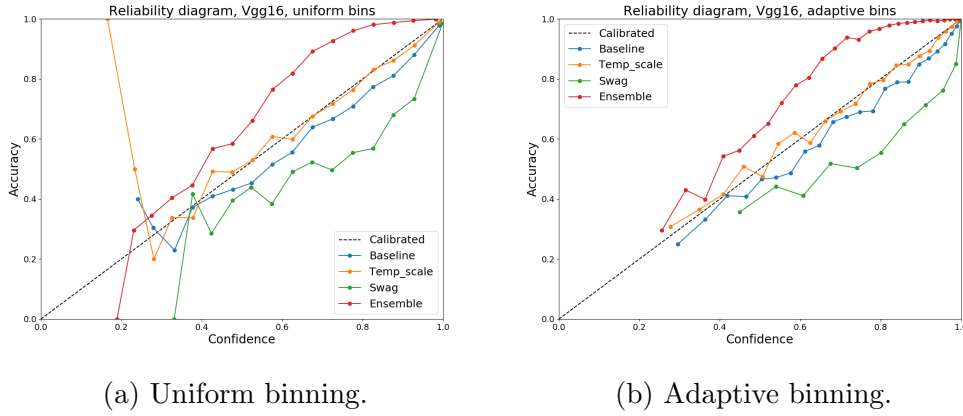 Reliability diagram, Vgg16, uniform bins
1.0
0.8
0.6
0.4
0.2
0.0
Accuracy
Calibrated
Baseline
Temp_scale
Swag
Ensemble
0.0 0.2 0.4 0.6 0.8 1.0
Confidence
(a) Uniform binning.
Reliability diagram, Vgg16, adaptive bins
1.0
0.8
0.6
0.4
0.2
0.0
Accuracy
Calibrated
Baseline
Temp_scale
Swag
Ensemble
0.0 0.2 0.4 0.6 0.8 1.0
Confidence
(b) Adaptive binning.